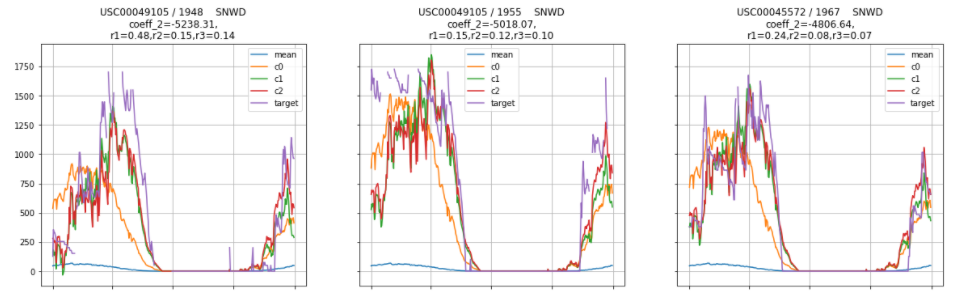 USC00049105 / 1948 SNWD
coeff_2=-5238.31,
r1=0.48,r2=0.15,r3=0.14
1750
1500
1250
1000
750
500
250
0
mean
c0
c1
c2
target
USC00049105 / 1955 SNWD
coeff_2=-5018.07,
r1=0.15,r2=0.12,r3=0.10
mean
c0
c1
c2
target
USC00045572 / 1967 SNWD
coeff_2=-4806.64,
r1=0.24,r2=0.08,r3=0.07
mean
c0
c1
c2
target